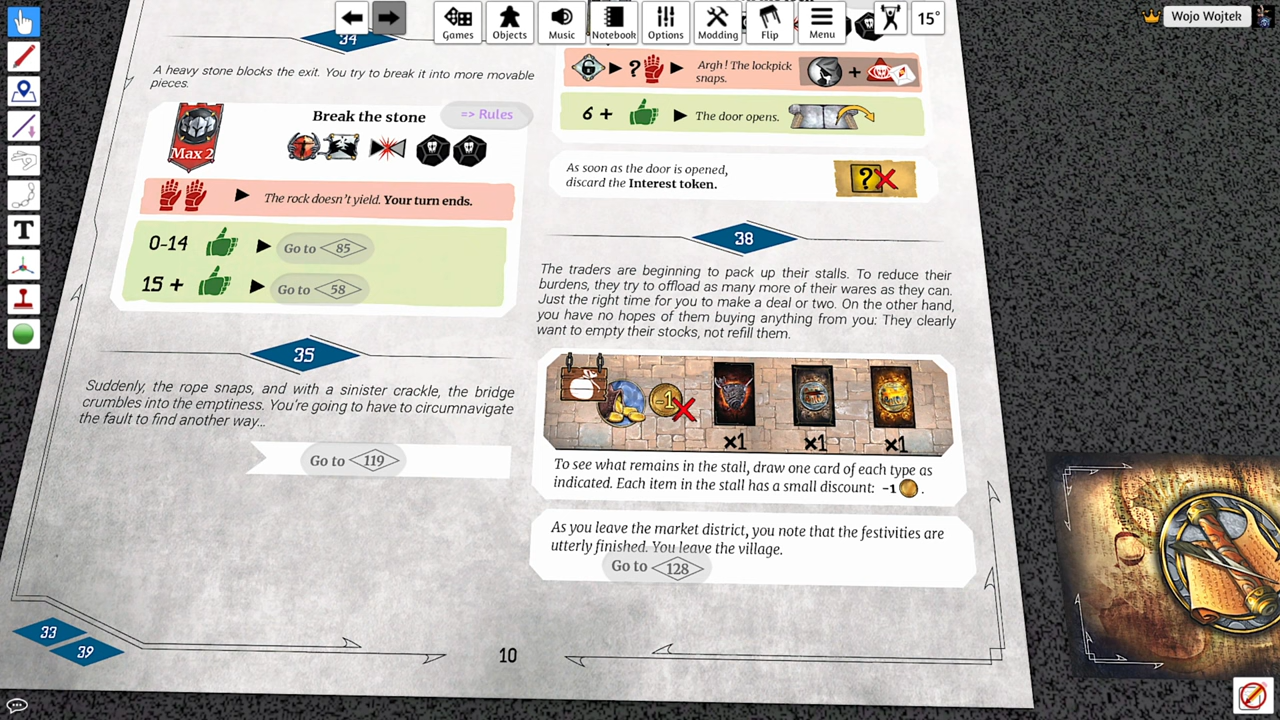 Games
Objects
Music
Notebook
Options
Modding
Flip
Menu
15°
Wojo Wojtek
T
34
A heavy stone blocks the exit. You try to break it into more movable
pieces.
Break the stone
=> Rules
Max 2
The rock doesn't yield. Your turn ends.
0-14
Go to 85
15 +
Go to 58
35
Suddenly, the rope snaps, and with a sinister crackle, the bridge
crumbles into the emptiness. You're going to have to circumnavigate
the fault to find another way...
Go to 119
33
39
10
6
?
Argh! The lockpick
snaps.
6 +
The door opens.
As soon as the door is opened,
discard the Interest token.
?
38
The traders are beginning to pack up their stalls. To reduce their
burdens, they try to offload as many more of their wares as they can.
Just the right time for you to make a deal or two. On the other hand,
you have no hopes of them buying anything from you: They clearly
want to empty their stocks, not refill them.
-1
x1
x1
x1
To see what remains in the stall, draw one card of each type as
indicated. Each item in the stall has a small discount: -1 .
As you leave the market district, you note that the festivities are
utterly finished. You leave the village.
Go to 128